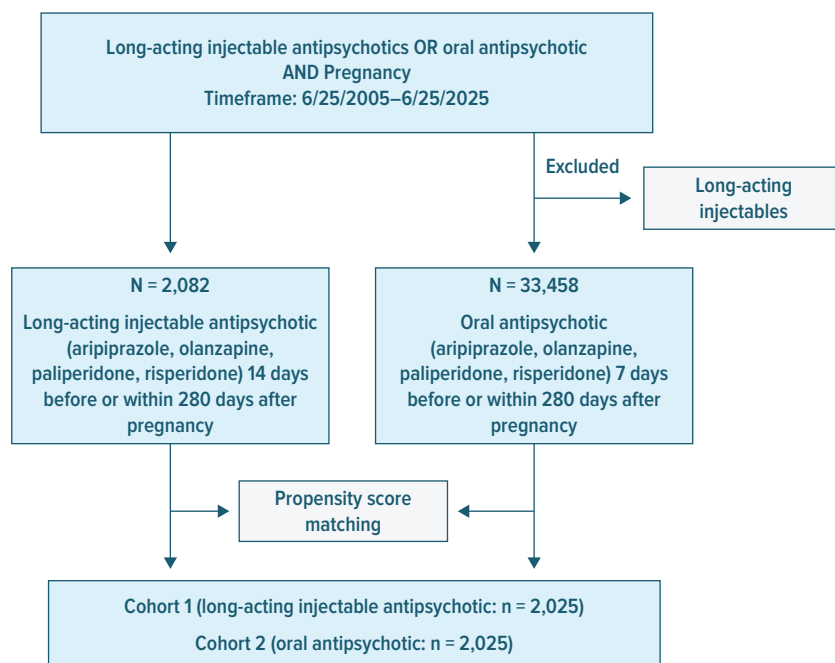 Long-acting injectable antipsychotics OR oral antipsychotic
AND Pregnancy
Timeframe: 6/25/2005–6/25/2025
Excluded
Long-acting
injectables
N = 2,082
Long-acting injectable antipsychotic
(aripiprazole, olanzapine,
paliperidone, risperidone) 14 days
before or within 280 days after
pregnancy
N = 33,458
Oral antipsychotic
(aripiprazole, olanzapine,
paliperidone, risperidone) 7 days
before or within 280 days after
pregnancy
Propensity score
matching
Cohort 1 (long-acting injectable antipsychotic: n = 2,025)
Cohort 2 (oral antipsychotic: n = 2,025)